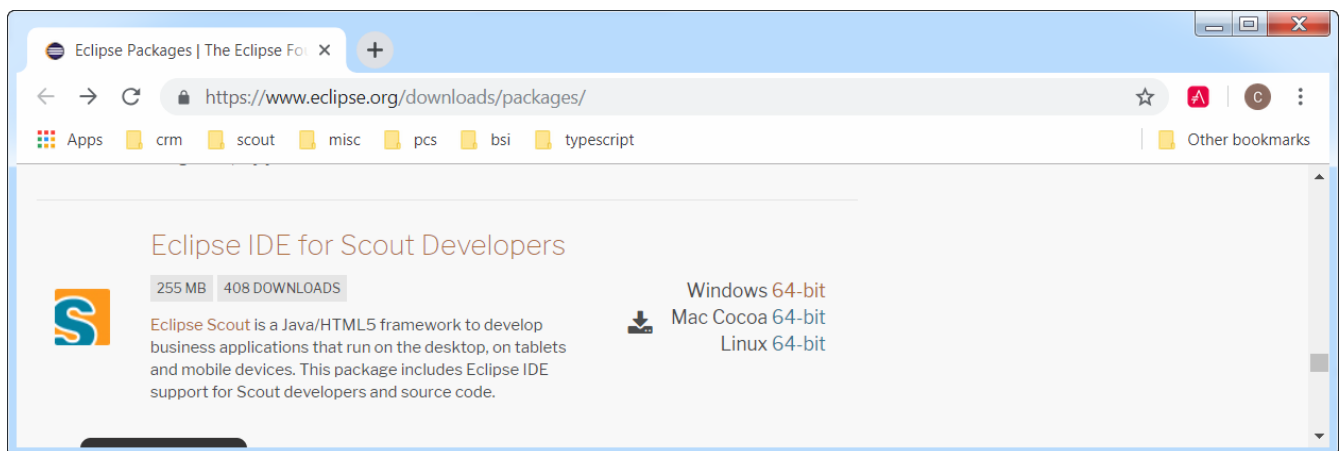 Eclipse Packages | The Eclipse Fou
https://www.eclipse.org/downloads/packages/
C
Apps crm scout misc pcs bsi typescript Other bookmarks
Eclipse IDE for Scout Developers
255 MB 408 DOWNLOADS
Eclipse Scout is a Java/HTML5 framework to develop
business applications that run on the desktop, on tablets
and mobile devices. This package includes Eclipse IDE
support for Scout developers and source code.
Windows 64-bit
Mac Cocoa 64-bit
Linux 64-bit